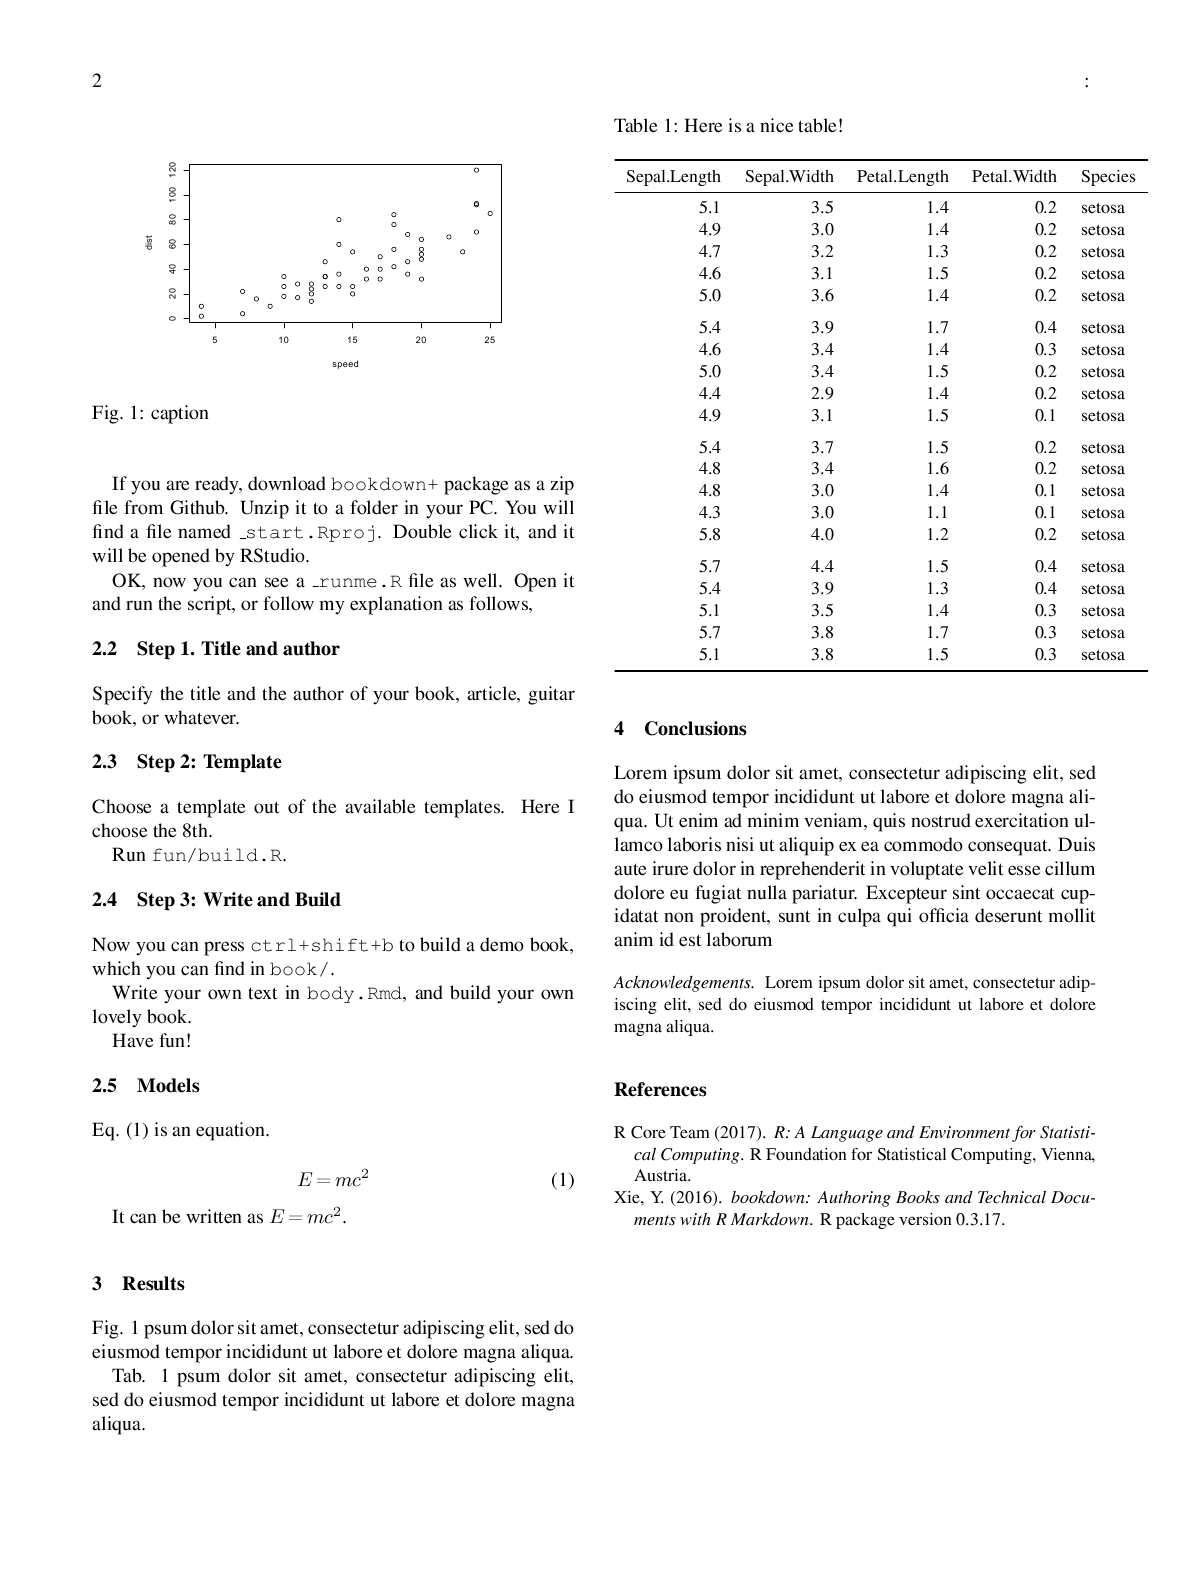 2 :
120
100
80
60
40
20
0
dist
5 10 15 20 25
speed
Fig. 1: caption
If you are ready, download bookdown+ package as a zip
file from Github. Unzip it to a folder in your PC. You will
find a file named _start.Rproj. Double click it, and it
will be opened by RStudio.
OK, now you can see a _runme.R file as well. Open it
and run the script, or follow my explanation as follows,
2.2 Step 1. Title and author
Specify the title and the author of your book, article, guitar
book, or whatever.
2.3 Step 2: Template
Choose a template out of the available templates. Here I
choose the 8th.
Run fun/build.R.
2.4 Step 3: Write and Build
Now you can press ctrl+shift+b to build a demo book,
which you can find in book/.
Write your own text in body.Rmd, and build your own
lovely book.
Have fun!
2.5 Models
Eq. (1) is an equation.
E = mc² (1)
It can be written as E = mc².
3 Results
Fig. 1 psum dolor sit amet, consectetur adipiscing elit, sed do
eiusmod tempor incididunt ut labore et dolore magna aliqua.
Tab. 1 psum dolor sit amet, consectetur adipiscing elit,
sed do eiusmod tempor incididunt ut labore et dolore magna
aliqua.
Table 1: Here is a nice table!
Sepal.Length Sepal.Width Petal.Length Petal.Width Species
5.1 3.5 1.4 0.2 setosa
4.9 3.0 1.4 0.2 setosa
4.7 3.2 1.3 0.2 setosa
4.6 3.1 1.5 0.2 setosa
5.0 3.6 1.4 0.2 setosa
5.4 3.9 1.7 0.4 setosa
4.6 3.4 1.4 0.3 setosa
5.0 3.4 1.5 0.2 setosa
4.4 2.9 1.4 0.2 setosa
4.9 3.1 1.5 0.1 setosa
5.4 3.7 1.5 0.2 setosa
4.8 3.4 1.6 0.2 setosa
4.8 3.0 1.4 0.1 setosa
4.3 3.0 1.1 0.1 setosa
5.8 4.0 1.2 0.2 setosa
5.7 4.4 1.5 0.4 setosa
5.4 3.9 1.3 0.4 setosa
5.1 3.5 1.4 0.3 setosa
5.7 3.8 1.7 0.3 setosa
5.1 3.8 1.5 0.3 setosa
4 Conclusions
Lorem ipsum dolor sit amet, consectetur adipiscing elit, sed
do eiusmod tempor incididunt ut labore et dolore magna ali-
qua. Ut enim ad minim veniam, quis nostrud exercitation ul-
lamco laboris nisi ut aliquip ex ea commodo consequat. Duis
aute irure dolor in reprehenderit in voluptate velit esse cillum
dolore eu fugiat nulla pariatur. Excepteur sint occaecat cup-
idatat non proident, sunt in culpa qui officia deserunt mollit
anim id est laborum
Acknowledgements. Lorem ipsum dolor sit amet, consectetur adip-
iscing elit, sed do eiusmod tempor incididunt ut labore et dolore
magna aliqua.
References
R Core Team (2017). R: A Language and Environment for Statisti-
cal Computing. R Foundation for Statistical Computing, Vienna,
Austria.
Xie, Y. (2016). bookdown: Authoring Books and Technical Docu-
ments with R Markdown. R package version 0.3.17.